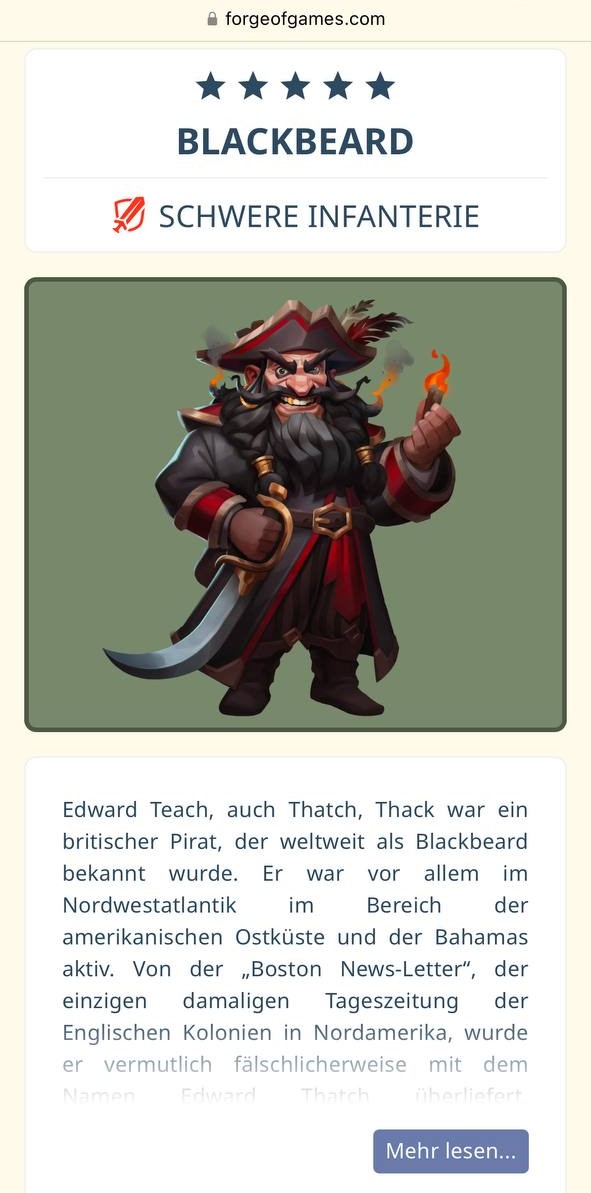 forgeofgames.com
BLACKBEARD
SCHWERE INFANTERIE
Edward Teach, auch Thatch, Thack war ein
britischer Pirat, der weltweit als Blackbeard
bekannt wurde. Er war vor allem im
Nordwestatlantik im Bereich der
amerikanischen Ostküste und der Bahamas
aktiv. Von der „Boston News-Letter“, der
einzigen damaligen Tageszeitung der
Englischen Kolonien in Nordamerika, wurde
er vermutlich fälschlicherweise mit dem
Namen Edward Thatch überliefert.
Mehr lesen...